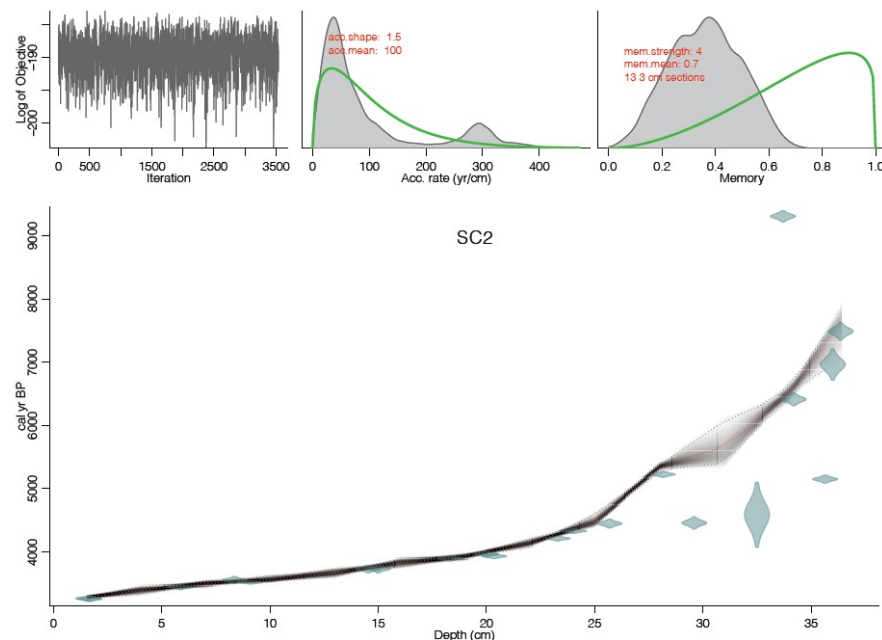 Log of Objective
-190
-200
0 500 1500 2500 3500
Iteration
acc.shape: 1.5
acc.mean: 100
0 100 200 300 400
Acc. rate (yr/cm)
mem.strength: 4
mem.mean: 0.7
13 3 cm sections
0.0 0.2 0.4 0.6 0.8 1.0
Memory
SC2
cal yr BP
9000
8000
7000
6000
5000
4000
0 5 10 15 20 25 30 35
Depth (cm)